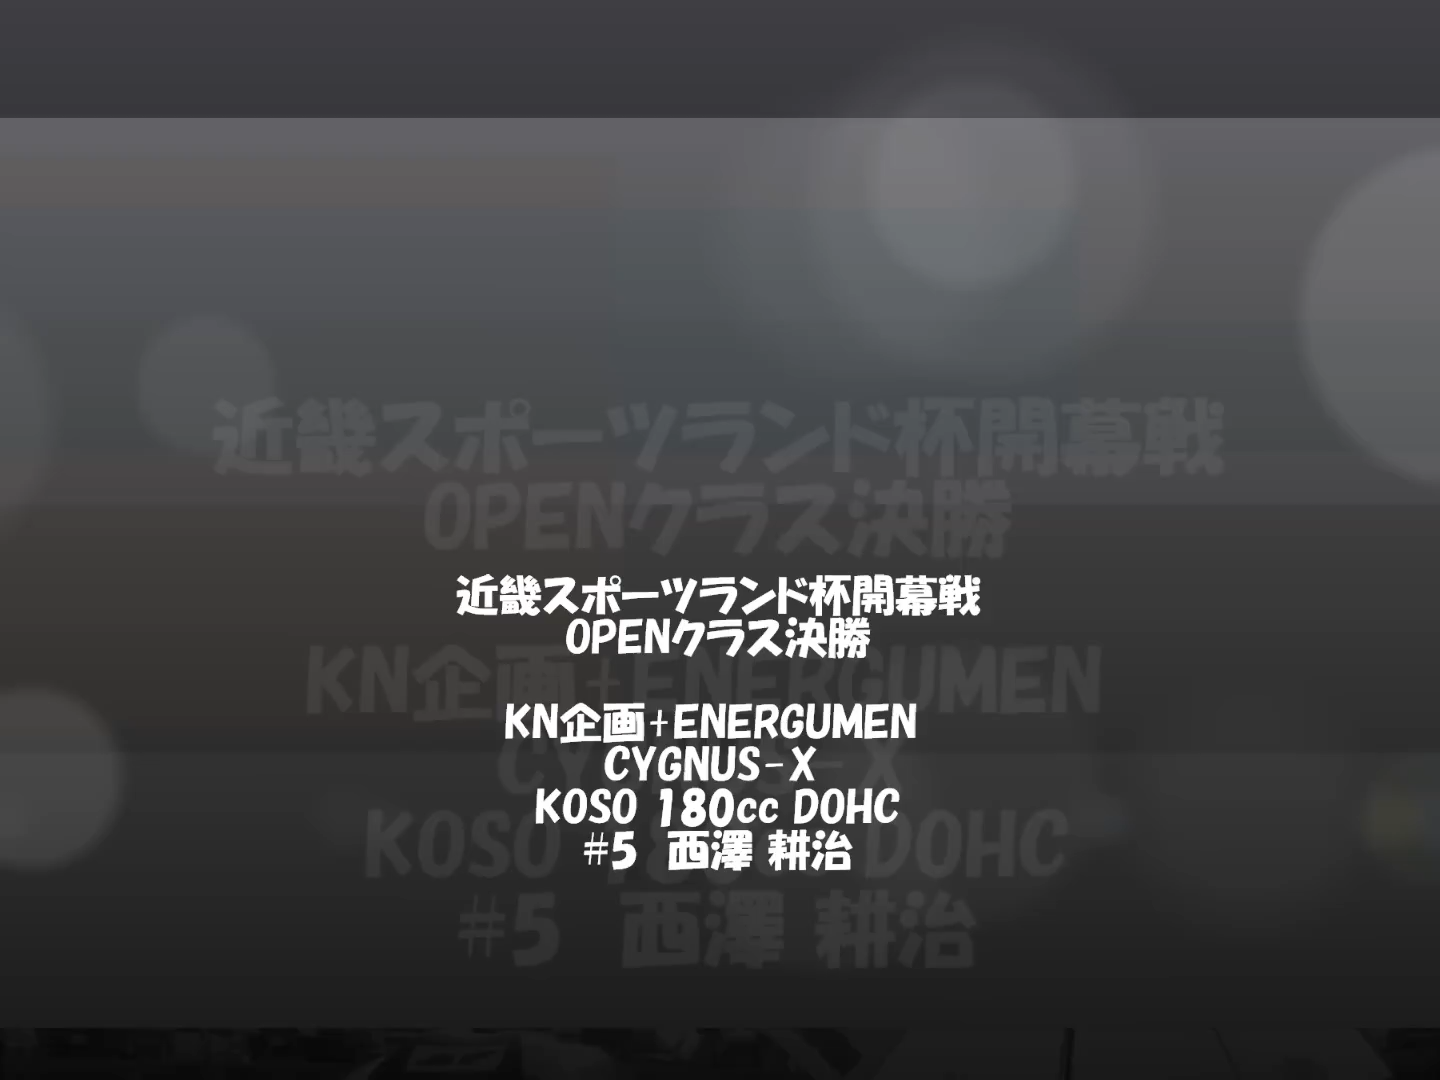 近畿スポーツランド杯開幕戦
OPENクラス決勝
KN企画+ENERGUMEN
CYGNUS-X
KOSO 180cc DOHC
#5 西澤 耕治